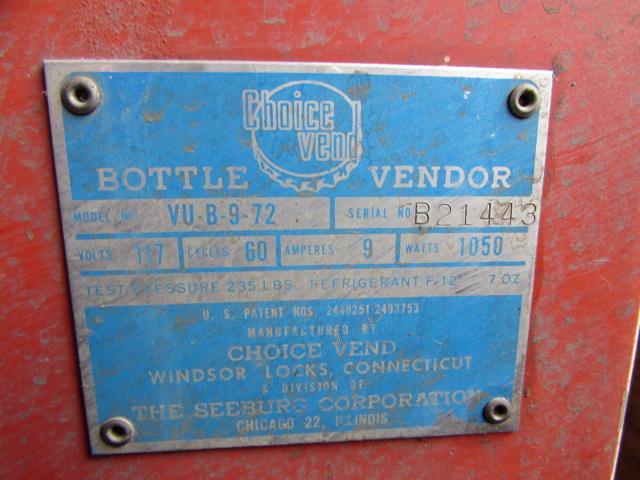 Choice
Vend
BOTTLE VENDOR
MODEL NO. VU-B-9-72 SERIAL NO B21443
VOLTS 117 CYCLES 60 AMPERES 9 WATTS 1050
TEST PRESSURE 235 LBS. REFRIGERANT F-12 7 OZ
U. S. PATENT NOS. 2440251-2493753
MANUFACTURED BY
CHOICE VEND
WINDSOR LOCKS, CONNECTICUT
A DIVISION OF
THE SEEBURG CORPORATION
CHICAGO 22, ILLINOIS